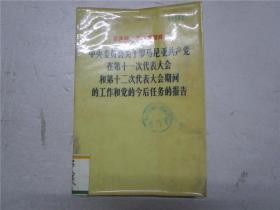 中央委员会关于罗马尼亚共产党
在第十一次代表大会
和第十二次代表大会期间
的工作和党的今后任务的报告